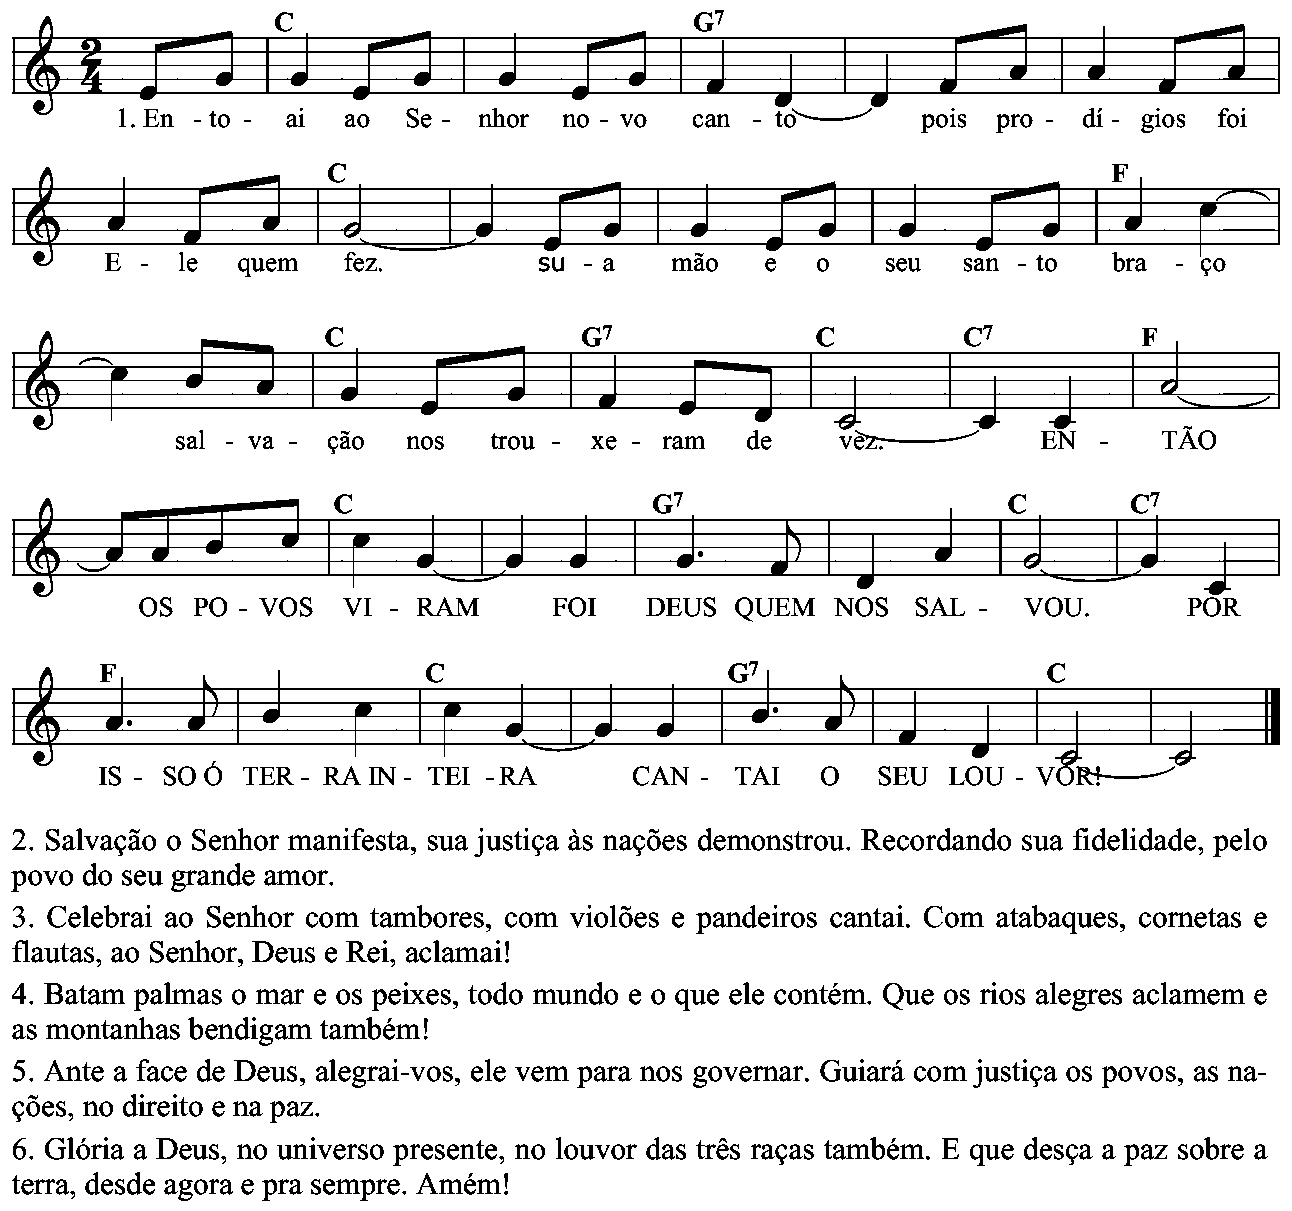 C G7
2
4
1. En - to - ai ao Se - nhor no - vo can - to pois pro - dí - gios foi
C F
E - le quem fez. su - a mão e o seu san - to bra - ço
C G7 C C7 F
sal - va - ção nos trou - xe - ram de vez. EN - TÃO
C G7 C C7
OS PO - VOS VI - RAM FOI DEUS QUEM NOS SAL - VOU. POR
F C G7 C
IS - SO Ó TER - RA IN - TEI - RA CAN - TAI O SEU LOU - VOR!
2. Salvação o Senhor manifesta, sua justiça às nações demonstrou. Recordando sua fidelidade, pelo
povo do seu grande amor.
3. Celebrai ao Senhor com tambores, com violões e pandeiros cantai. Com atabaques, cornetas e
flautas, ao Senhor, Deus e Rei, aclamai!
4. Batam palmas o mar e os peixes, todo mundo e o que ele contém. Que os rios alegres aclamem e
as montanhas bendigam também!
5. Ante a face de Deus, alegrai-vos, ele vem para nos governar. Guiará com justiça os povos, as na-
ções, no direito e na paz.
6. Glória a Deus, no universo presente, no louvor das três raças também. E que desça a paz sobre a
terra, desde agora e pra sempre. Amém!